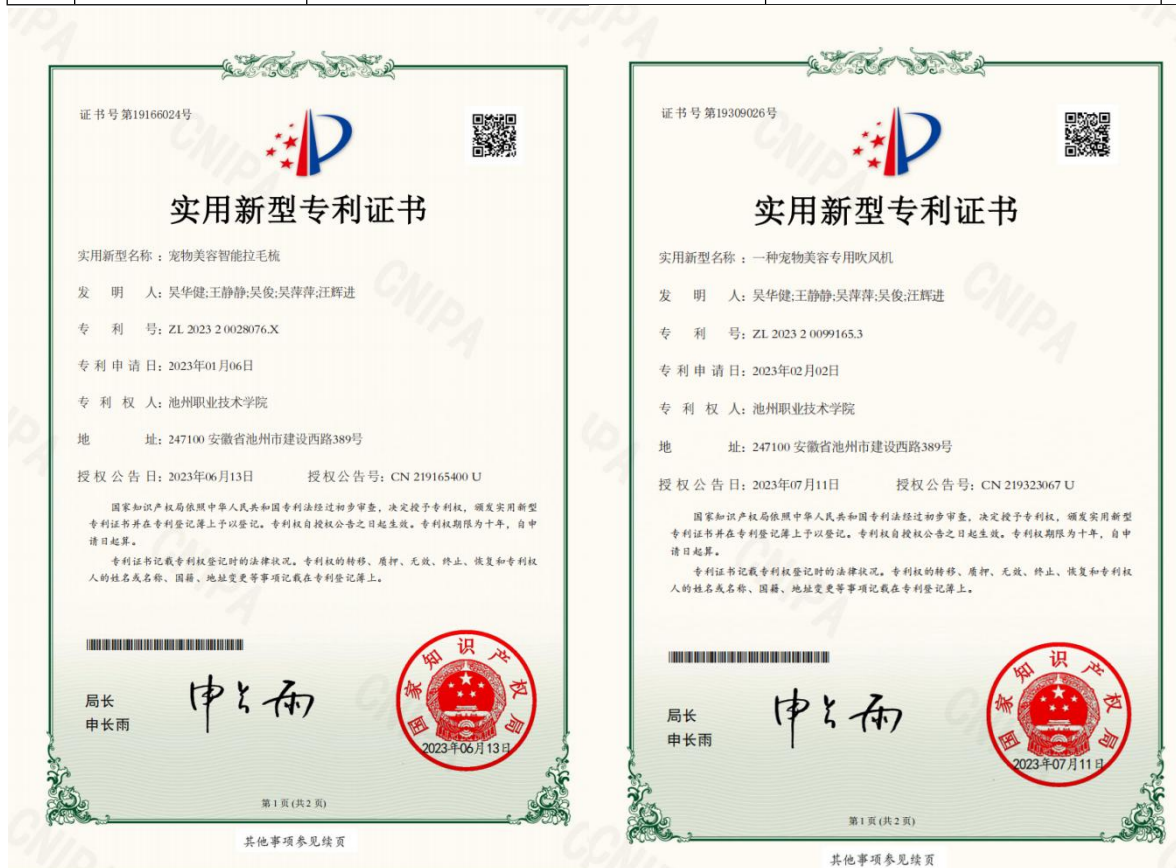 证书号第19166024号
实用新型专利证书
实用新型名称：宠物美容智能拉毛梳
发明人：吴华健;王静静;吴俊;吴萍萍;汪辉进
专利号：ZL 2023 2 0028076.X
专利申请日：2023年01月06日
专利权人：池州职业技术学院
地址：247100 安徽省池州市建设西路389号
授权公告日：2023年06月13日 授权公告号：CN 219165400 U
国家知识产权局依照中华人民共和国专利法经过初步审查，决定授予专利权，颁发实用新型
专利证书并在专利登记簿上予以登记。专利权自授权公告之日起生效。专利权期限为十年，自申
请日起算。
专利证书记载专利权登记时的法律状况。专利权的转移、质押、无效、终止、恢复和专利权
人的姓名或名称、国籍、地址变更等事项记载在专利登记簿上。
局长
申长雨
申长雨
国家知识产权局
2023年06月13日
第1页(共2页)
其他事项参见续页
证书号第19309026号
实用新型专利证书
实用新型名称：一种宠物美容专用吹风机
发明人：吴华健;王静静;吴萍萍;吴俊;汪辉进
专利号：ZL 2023 2 0099165.3
专利申请日：2023年02月02日
专利权人：池州职业技术学院
地址：247100 安徽省池州市建设西路389号
授权公告日：2023年07月11日 授权公告号：CN 219323067 U
国家知识产权局依照中华人民共和国专利法经过初步审查，决定授予专利权，颁发实用新型
专利证书并在专利登记簿上予以登记。专利权自授权公告之日起生效。专利权期限为十年，自申
请日起算。
专利证书记载专利权登记时的法律状况。专利权的转移、质押、无效、终止、恢复和专利权
人的姓名或名称、国籍、地址变更等事项记载在专利登记簿上。
局长
申长雨
申长雨
国家知识产权局
2023年07月11日
第1页(共2页)
其他事项参见续页
CNIPA